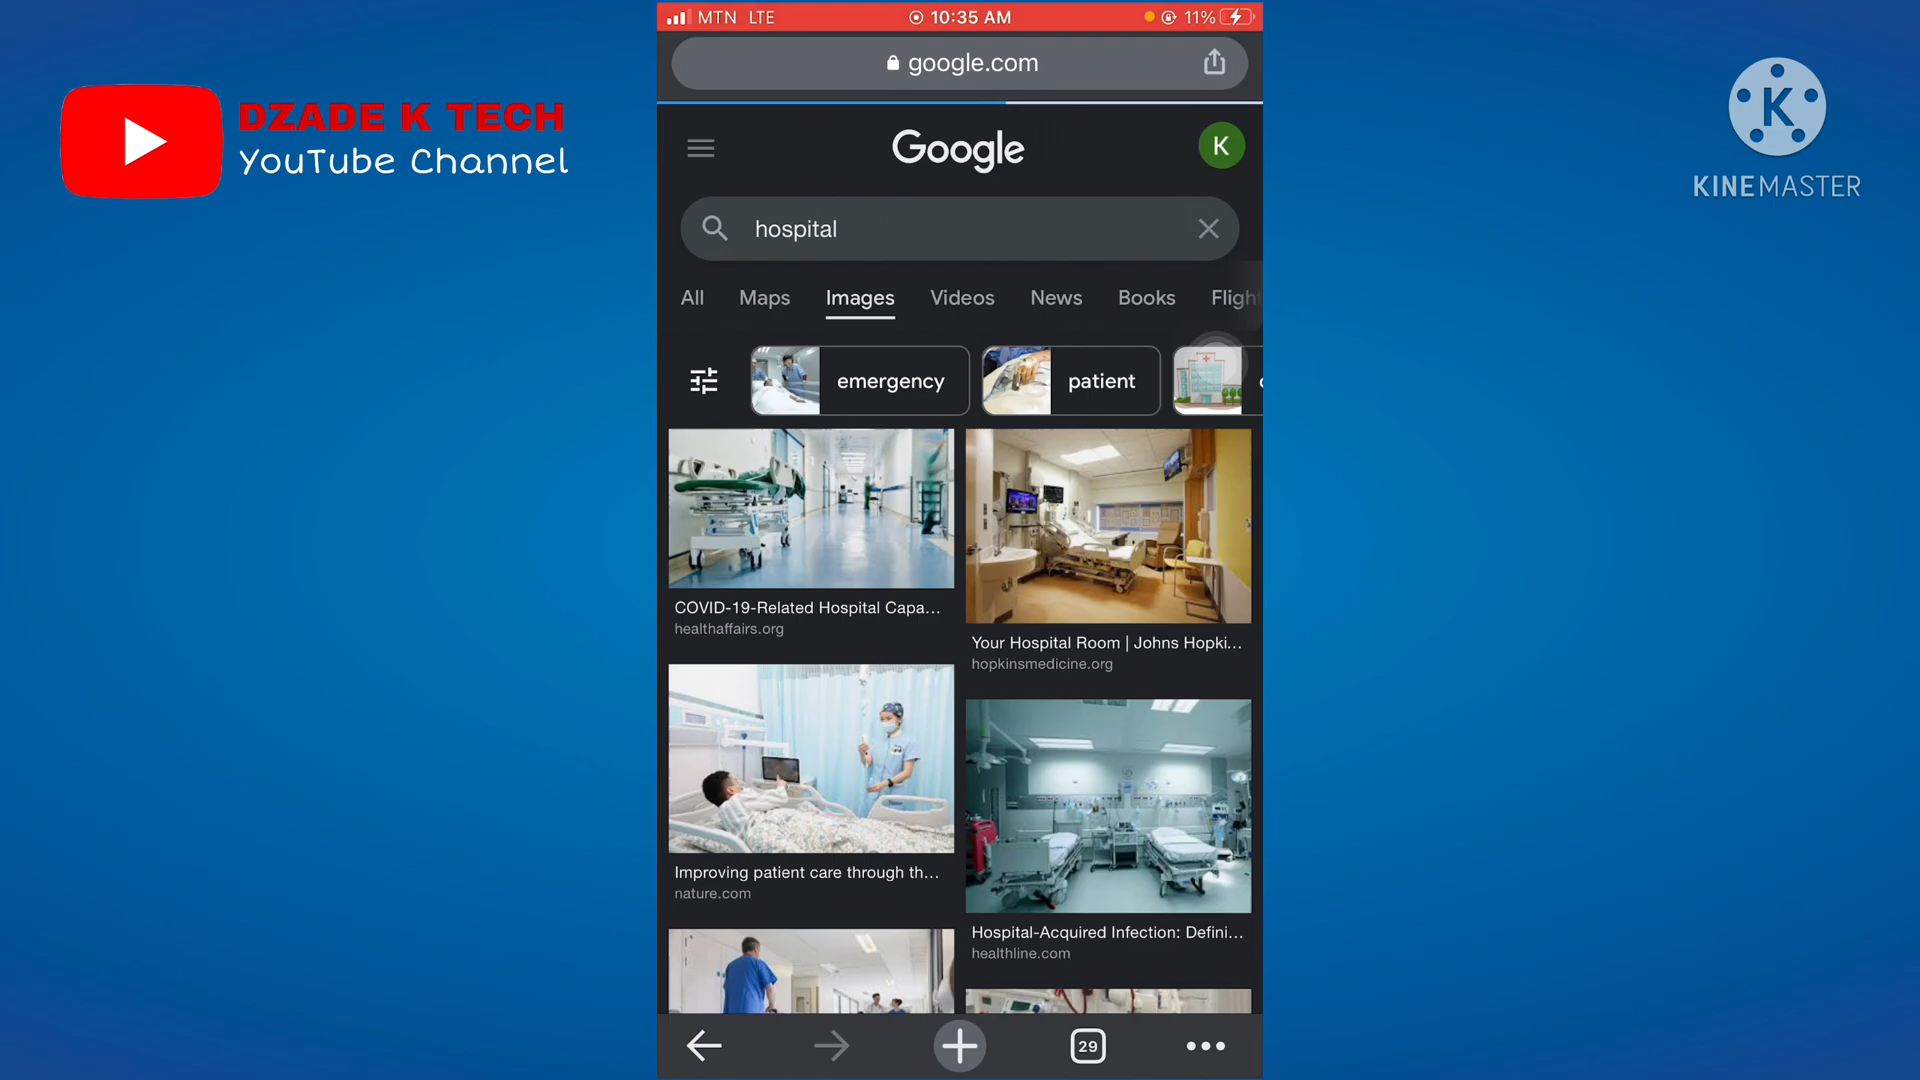 MTN LTE 10:35 AM 11%
google.com
DZADE K TECH
YouTube Channel
K
KINEMASTER
Google
K
hospital
All Maps Images Videos News Books Fligh
emergency patient
COVID-19-Related Hospital Capa...
healthaffairs.org
Your Hospital Room | Johns Hopki...
hopkinsmedicine.org
Improving patient care through th...
nature.com
Hospital-Acquired Infection: Defini...
healthline.com
29